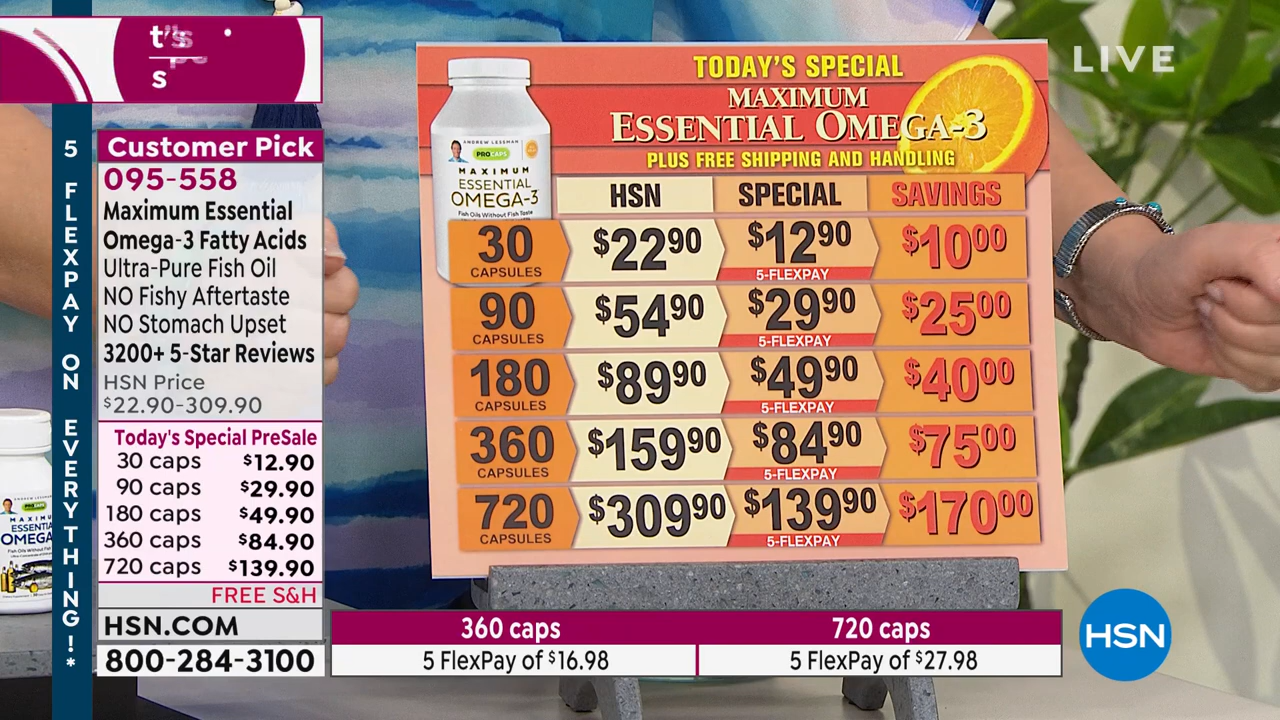 t's
s
5 FLEXPAY ON EVERYTHING!*
Customer Pick
095-558
Maximum Essential
Omega-3 Fatty Acids
Ultra-Pure Fish Oil
NO Fishy Aftertaste
NO Stomach Upset
3200+ 5-Star Reviews
HSN Price
$22.90-309.90
Today's Special PreSale
30 caps $12.90
90 caps $29.90
180 caps $49.90
360 caps $84.90
720 caps $139.90
FREE S&H
HSN.COM
800-284-3100
LIVE
TODAY'S SPECIAL
MAXIMUM
ESSENTIAL OMEGA-3
PLUS FREE SHIPPING AND HANDLING
ANDREW LESSMAN
PROCAPS
MAXIMUM
ESSENTIAL
OMEGA-3
Fish Oils Without Fish Taste
HSN SPECIAL SAVINGS
30 CAPSULES $22.90 $12.90 5-FLEXPAY $10.00
90 CAPSULES $54.90 $29.90 5-FLEXPAY $25.00
180 CAPSULES $89.90 $49.90 5-FLEXPAY $40.00
360 CAPSULES $159.90 $84.90 5-FLEXPAY $75.00
720 CAPSULES $309.90 $139.90 5-FLEXPAY $170.00
360 caps 720 caps
5 FlexPay of $16.98 5 FlexPay of $27.98
HSN